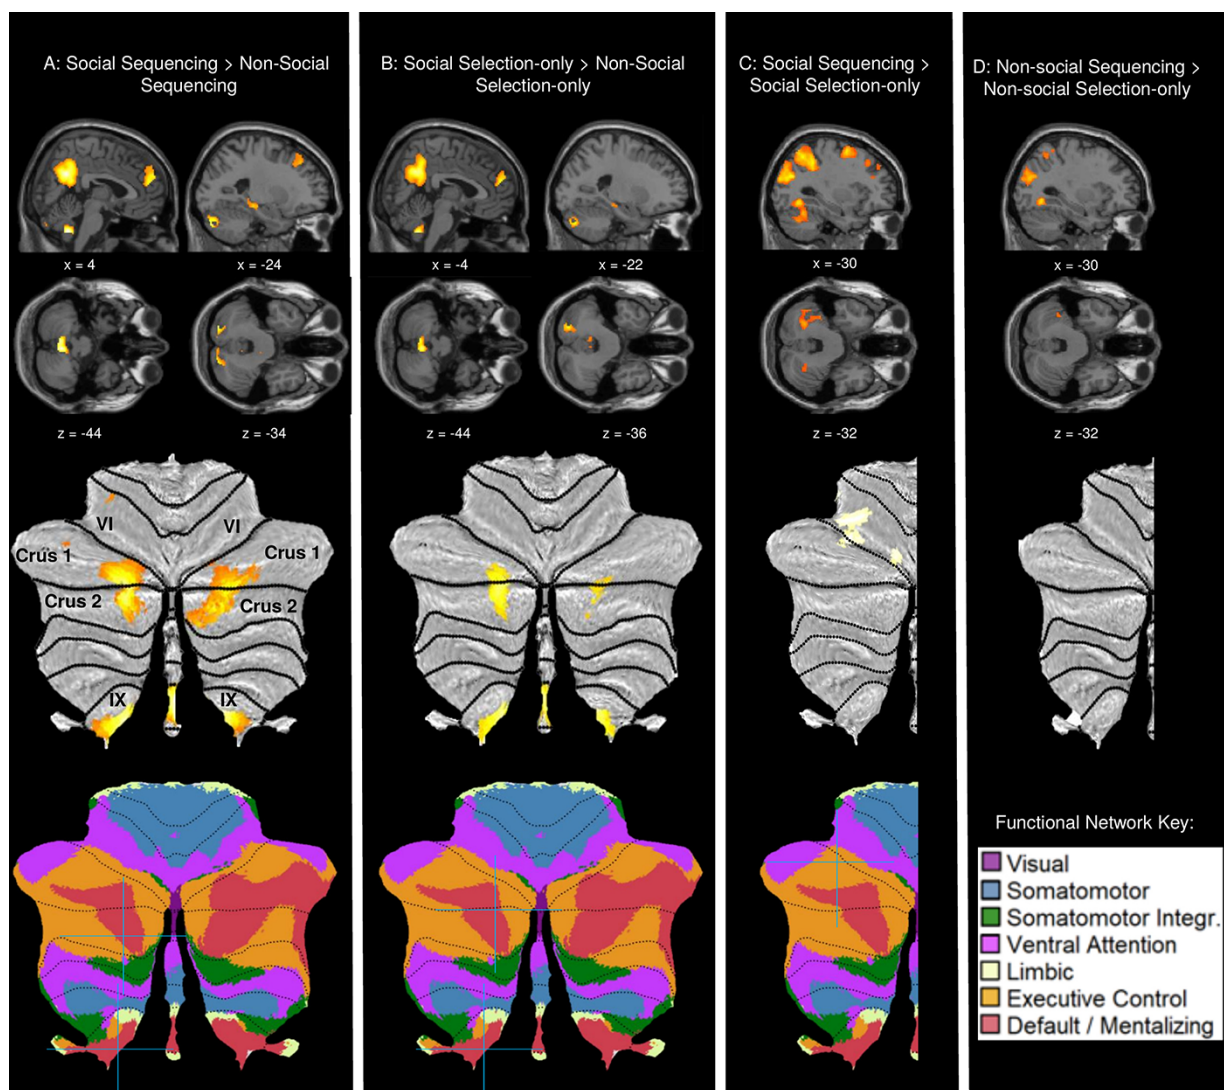 A: Social Sequencing > Non-Social
Sequencing
B: Social Selection-only > Non-Social
Selection-only
C: Social Sequencing >
Social Selection-only
D: Non-social Sequencing >
Non-social Selection-only
x = 4
x = -24
x = -4
x = -22
x = -30
x = -30
z = -44
z = -34
z = -44
z = -36
z = -32
z = -32
VI
VI
Crus 1
Crus 1
Crus 2
Crus 2
IX
IX
Functional Network Key:
Visual
Somatomotor
Somatomotor Integr.
Ventral Attention
Limbic
Executive Control
Default / Mentalizing